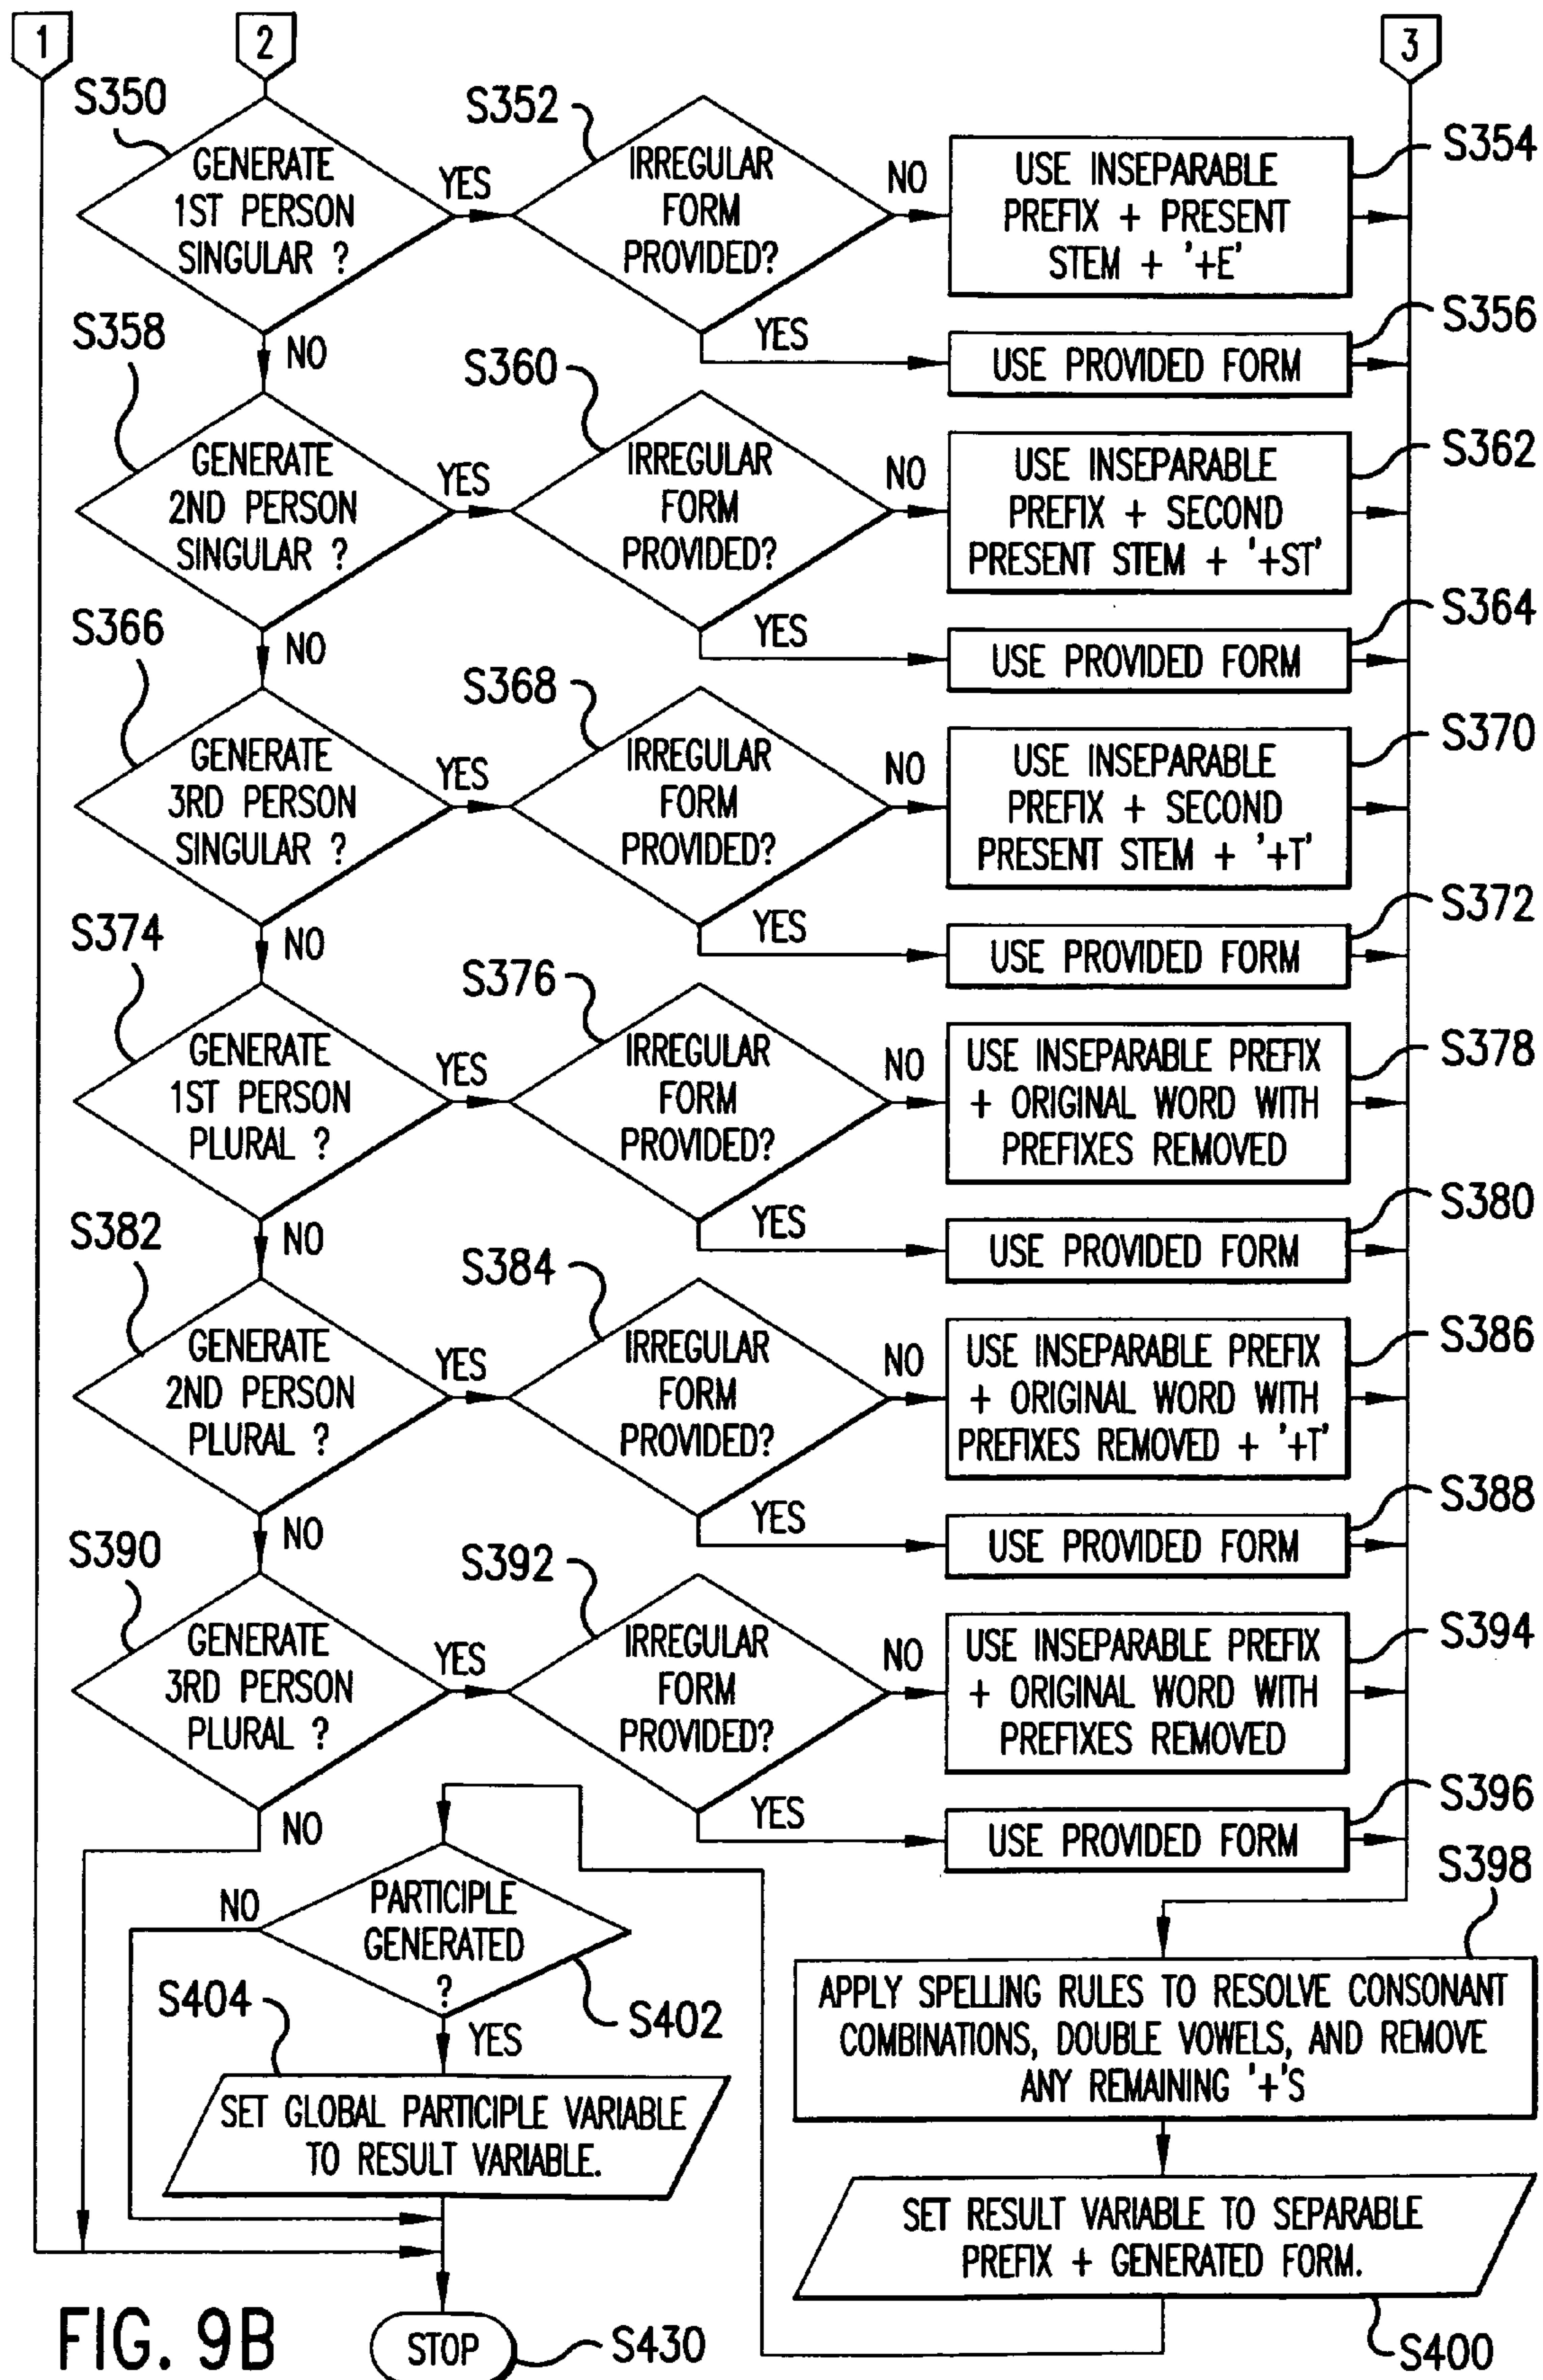 1
2
3
S350
GENERATE
1ST PERSON
SINGULAR ?
YES
NO
S352
IRREGULAR
FORM
PROVIDED?
NO
YES
USE INSEPARABLE
PREFIX + PRESENT
STEM + '+E'
S354
USE PROVIDED FORM
S356
S358
GENERATE
2ND PERSON
SINGULAR ?
YES
NO
S360
IRREGULAR
FORM
PROVIDED?
NO
YES
USE INSEPARABLE
PREFIX + SECOND
PRESENT STEM + '+ST'
S362
USE PROVIDED FORM
S364
S366
GENERATE
3RD PERSON
SINGULAR ?
YES
NO
S368
IRREGULAR
FORM
PROVIDED?
NO
YES
USE INSEPARABLE
PREFIX + SECOND
PRESENT STEM + '+T'
S370
USE PROVIDED FORM
S372
S374
GENERATE
1ST PERSON
PLURAL ?
YES
NO
S376
IRREGULAR
FORM
PROVIDED?
NO
YES
USE INSEPARABLE PREFIX
+ ORIGINAL WORD WITH
PREFIXES REMOVED
S378
USE PROVIDED FORM
S380
S382
GENERATE
2ND PERSON
PLURAL ?
YES
NO
S384
IRREGULAR
FORM
PROVIDED?
NO
YES
USE INSEPARABLE PREFIX
+ ORIGINAL WORD WITH
PREFIXES REMOVED + '+T'
S386
USE PROVIDED FORM
S388
S390
GENERATE
3RD PERSON
PLURAL ?
YES
NO
S392
IRREGULAR
FORM
PROVIDED?
NO
YES
USE INSEPARABLE PREFIX
+ ORIGINAL WORD WITH
PREFIXES REMOVED
S394
USE PROVIDED FORM
S396
S398
APPLY SPELLING RULES TO RESOLVE CONSONANT
COMBINATIONS, DOUBLE VOWELS, AND REMOVE
ANY REMAINING '+'S
SET RESULT VARIABLE TO SEPARABLE
PREFIX + GENERATED FORM.
S400
PARTICIPLE
GENERATED
?
NO
S402
YES
S404
SET GLOBAL PARTICIPLE VARIABLE
TO RESULT VARIABLE.
STOP
S430
FIG. 9B